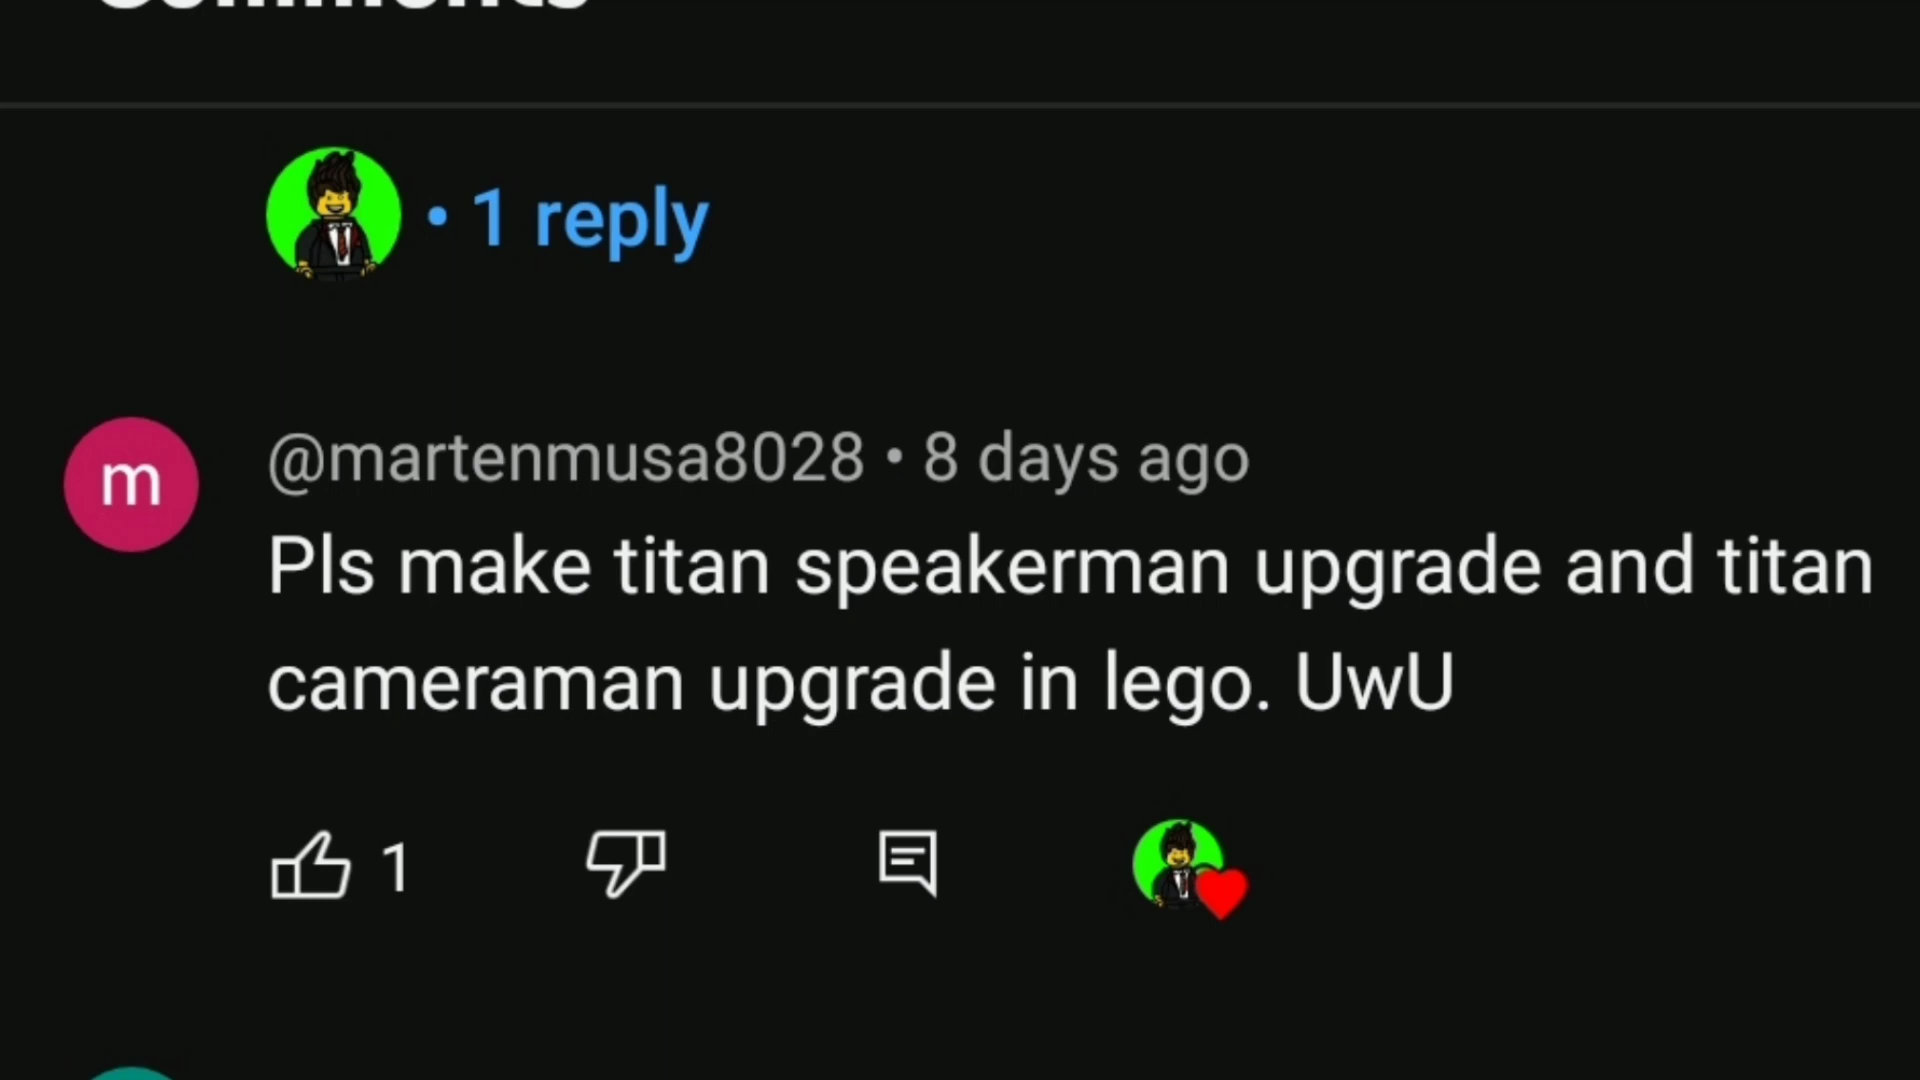 Comments
• 1 reply
m
@martenmusa8028 • 8 days ago
Pls make titan speakerman upgrade and titan
cameraman upgrade in lego. UwU
1